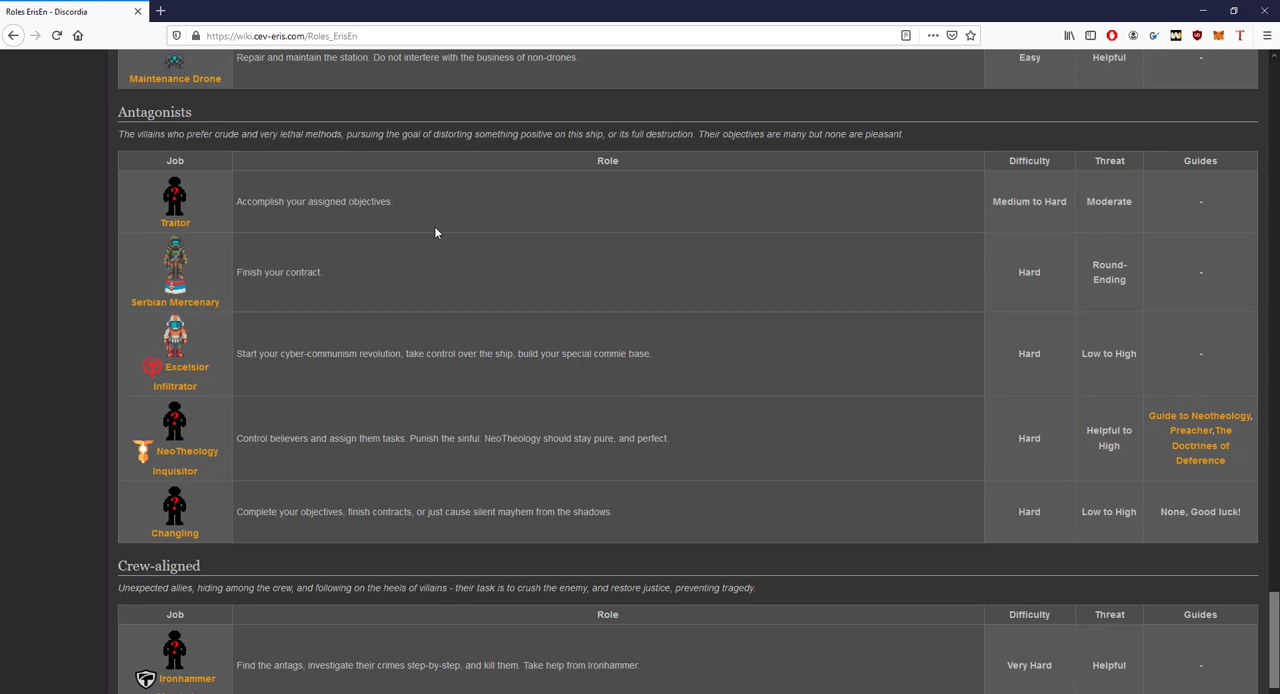 Roles ErisEn - Discordia
https://wiki.cev-eris.com/Roles_ErisEn
Maintenance Drone
Repair and maintain the station. Do not interfere with the business of non-drones.
Easy
Helpful
-
Antagonists
The villains who prefer crude and very lethal methods, pursuing the goal of distorting something positive on this ship, or its full destruction. Their objectives are many but none are pleasant.
Job
Role
Difficulty
Threat
Guides
Traitor
Accomplish your assigned objectives.
Medium to Hard
Moderate
-
Serbian Mercenary
Finish your contract.
Hard
Round-
Ending
-
Excelsior
Infiltrator
Start your cyber-communism revolution, take control over the ship, build your special commie base.
Hard
Low to High
-
NeoTheology
Inquisitor
Control believers and assign them tasks. Punish the sinful. NeoTheology should stay pure, and perfect.
Hard
Helpful to
High
Guide to Neotheology,
Preacher,The
Doctrines of
Deference
Changling
Complete your objectives, finish contracts, or just cause silent mayhem from the shadows.
Hard
Low to High
None, Good luck!
Crew-aligned
Unexpected allies, hiding among the crew, and following on the heels of villains - their task is to crush the enemy, and restore justice, preventing tragedy.
Job
Role
Difficulty
Threat
Guides
Ironhammer
Find the antags, investigate their crimes step-by-step, and kill them. Take help from Ironhammer.
Very Hard
Helpful
-